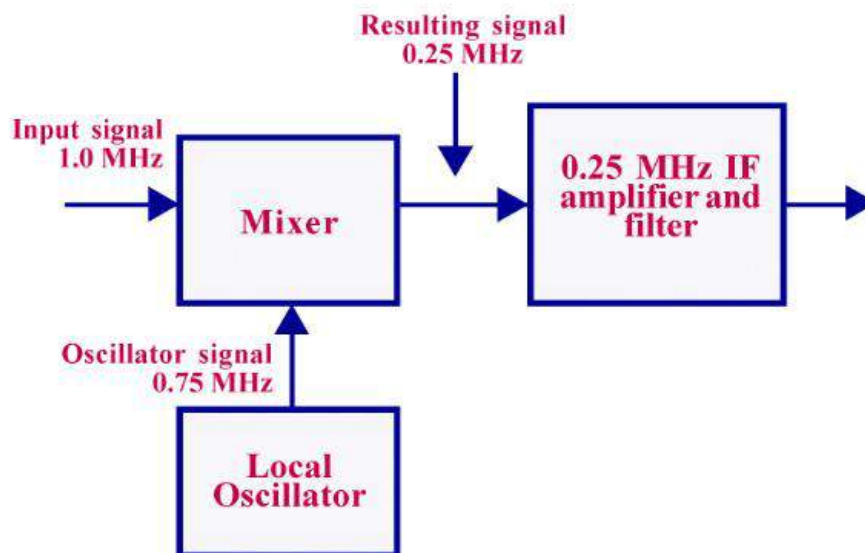 Resulting signal
0.25 MHz
Input signal
1.0 MHz
Mixer
0.25 MHz IF
amplifier and
filter
Oscillator signal
0.75 MHz
Local
Oscillator